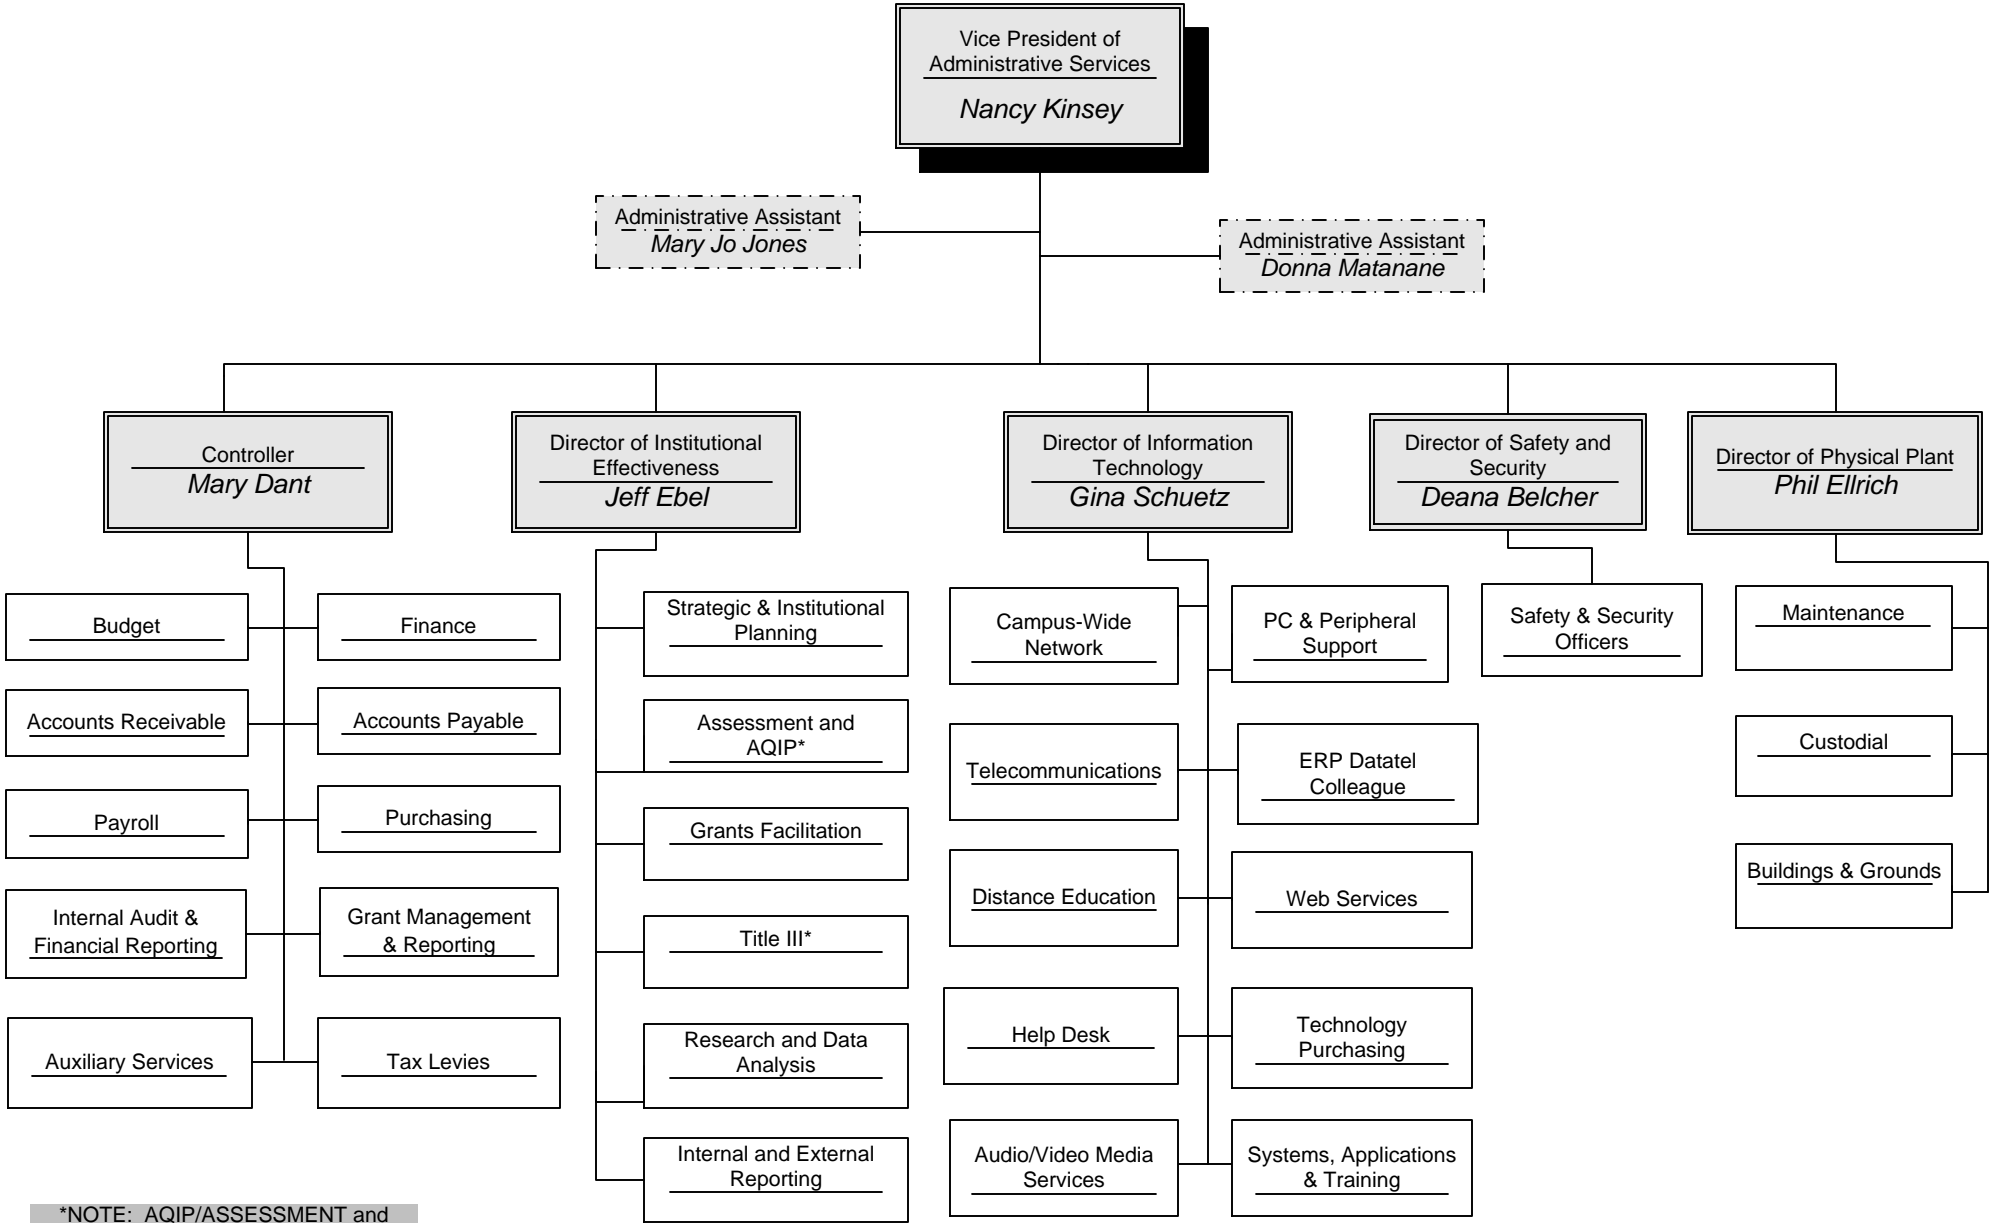 Vice President of
Administrative Services
Nancy Kinsey
Administrative Assistant
Mary Jo Jones
Administrative Assistant
Donna Matanane
Controller
Mary Dant
Director of Institutional
Effectiveness
Jeff Ebel
Director of Information
Technology
Gina Schuetz
Director of Safety and
Security
Deana Belcher
Director of Physical Plant
Phil Ellrich
Budget
Finance
Accounts Receivable
Accounts Payable
Payroll
Purchasing
Internal Audit &
Financial Reporting
Grant Management
& Reporting
Auxiliary Services
Tax Levies
Strategic & Institutional
Planning
Assessment and
AQIP*
Grants Facilitation
Title III*
Research and Data
Analysis
Internal and External
Reporting
Campus-Wide
Network
PC & Peripheral
Support
Telecommunications
ERP Datatel
Colleague
Distance Education
Web Services
Help Desk
Technology
Purchasing
Audio/Video Media
Services
Systems, Applications
& Training
Safety & Security
Officers
Maintenance
Custodial
Buildings & Grounds
*NOTE: AQIP/ASSESSMENT and